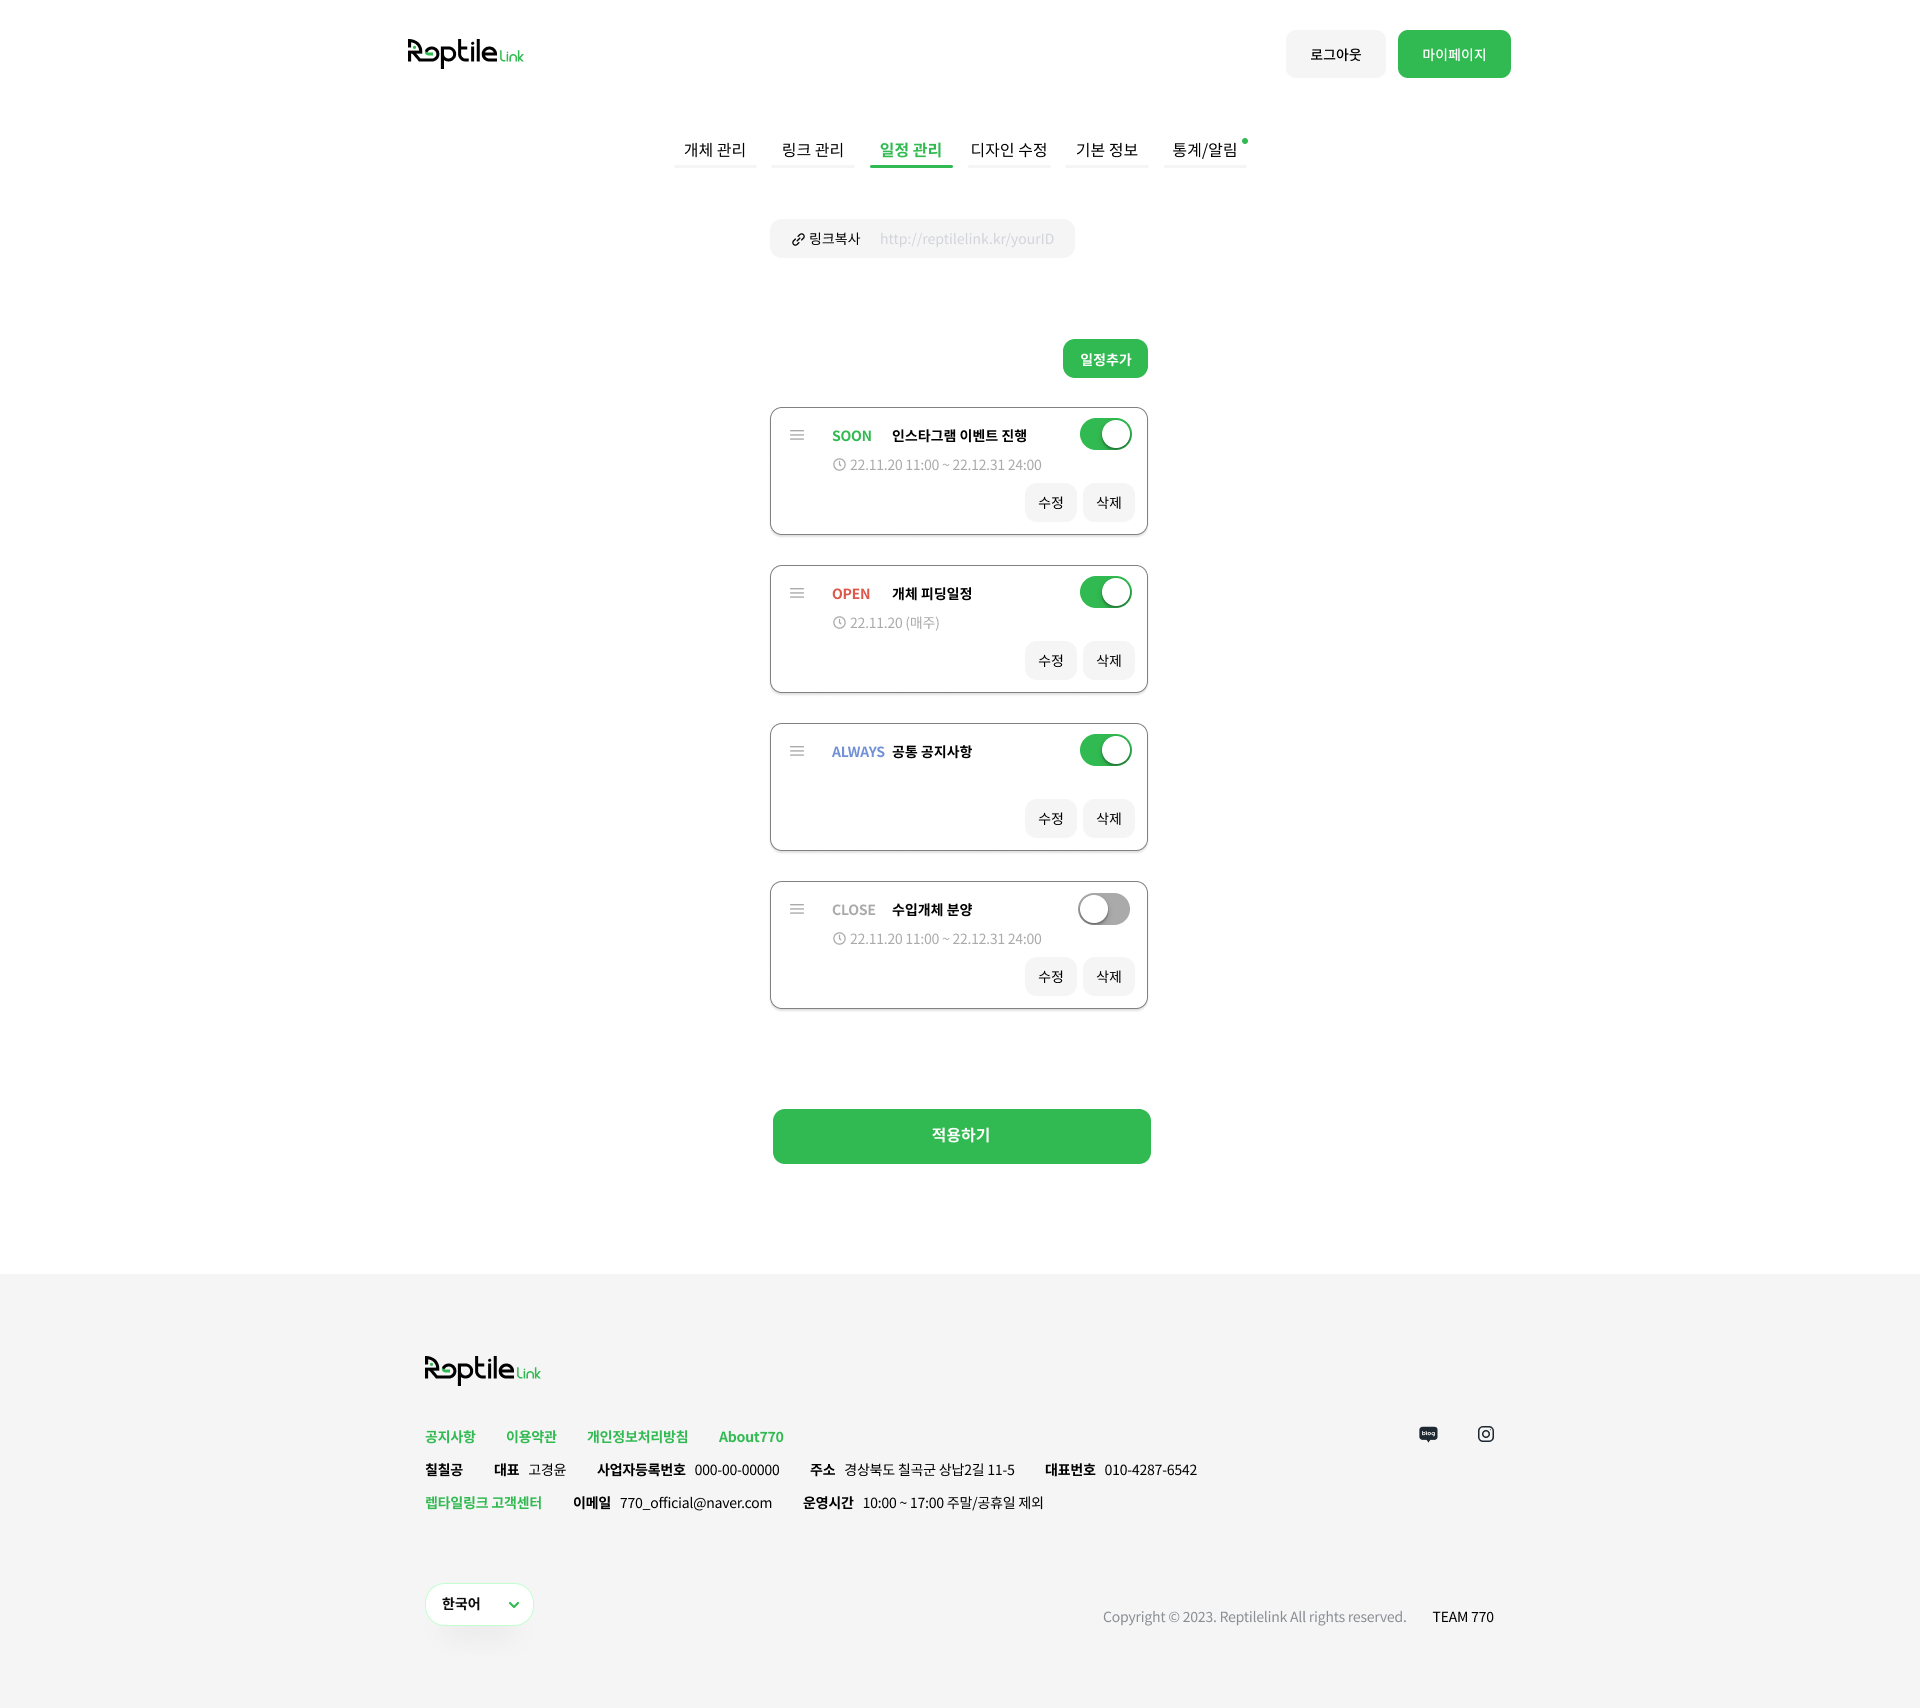 Reptile Link
로그아웃 마이페이지
개체 관리 링크 관리 일정 관리 디자인 수정 기본 정보 통계/알림
링크복사 http://reptilelink.kr/yourID
일정추가
SOON 인스타그램 이벤트 진행
22.11.20 11:00 ~ 22.12.31 24:00
수정 삭제
OPEN 개체 피딩일정
22.11.20 (매주)
수정 삭제
ALWAYS 공통 공지사항
수정 삭제
CLOSE 수입개체 분양
22.11.20 11:00 ~ 22.12.31 24:00
수정 삭제
적용하기
Reptile Link
공지사항 이용약관 개인정보처리방침 About770
blog
칠칠공 대표 고경윤 사업자등록번호 000-00-00000 주소 경상북도 칠곡군 상납2길 11-5 대표번호 010-4287-6542
렙타일링크 고객센터 이메일 770_official@naver.com 운영시간 10:00 ~ 17:00 주말/공휴일 제외
한국어
Copyright © 2023. Reptilelink All rights reserved. TEAM 770